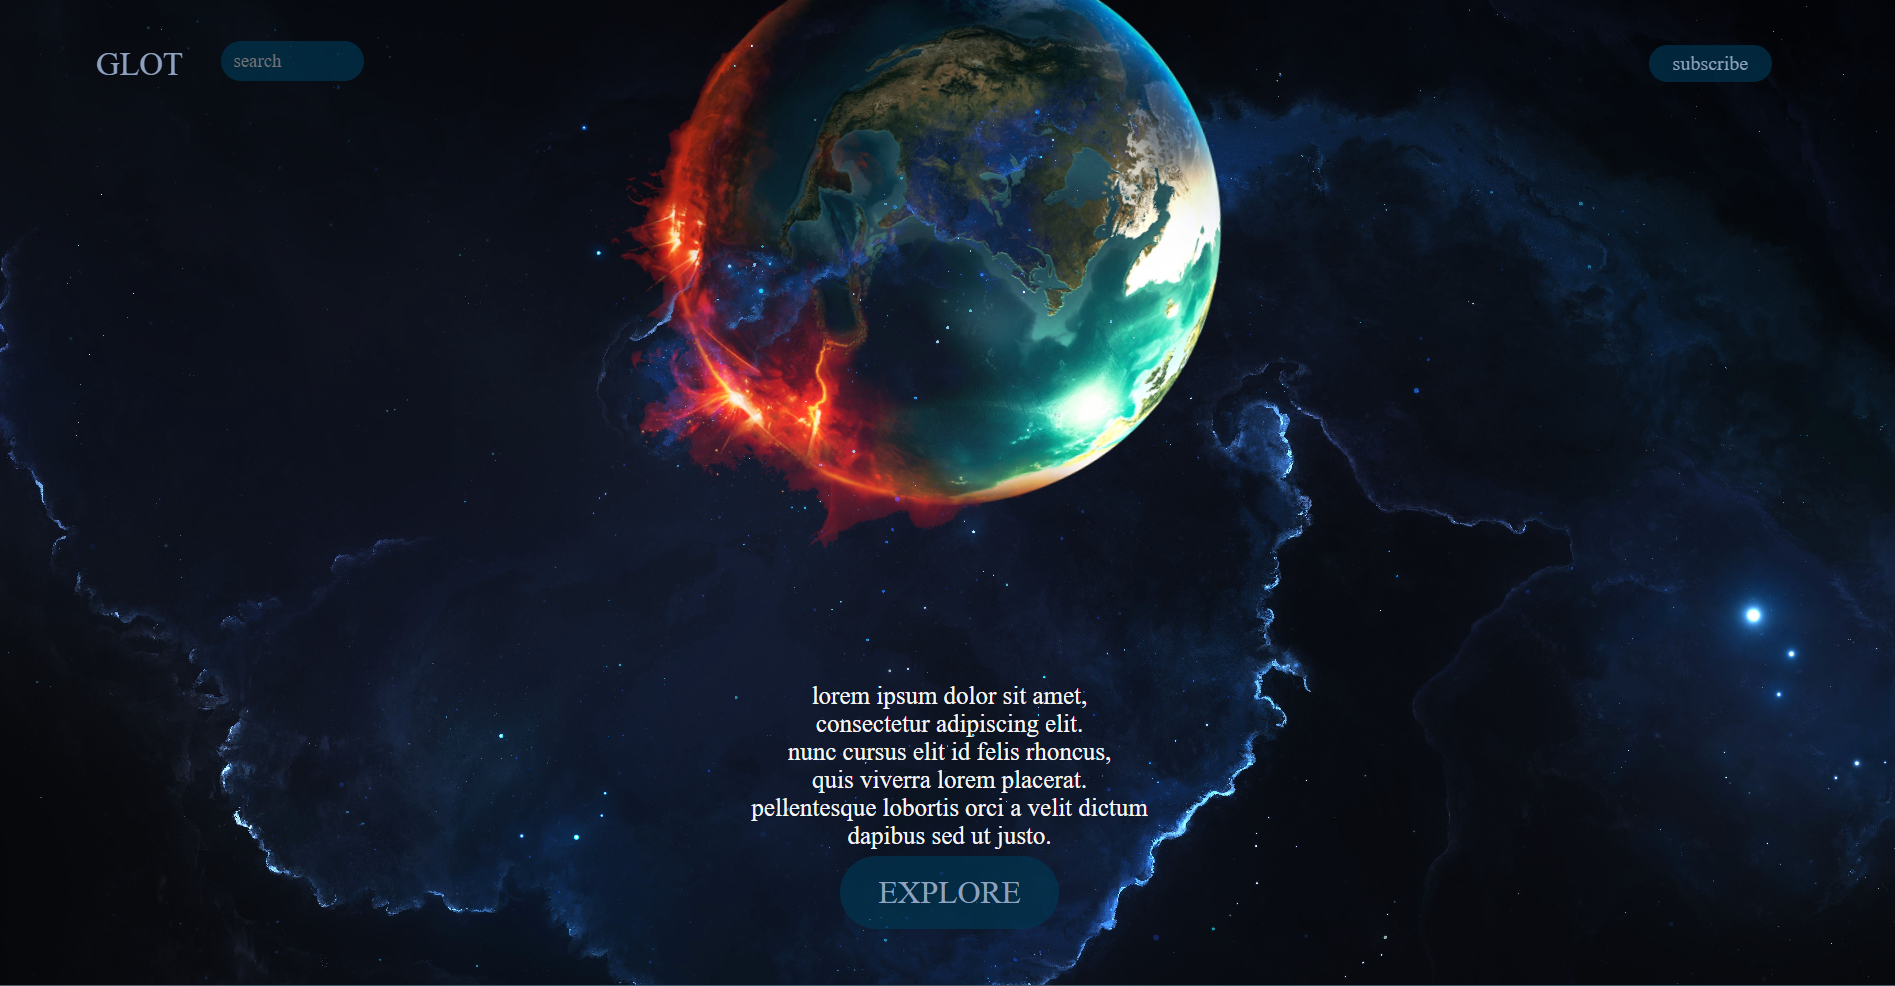 GLOT
search
subscribe
lorem ipsum dolor sit amet,
consectetur adipiscing elit.
nunc cursus elit id felis rhoncus,
quis viverra lorem placerat.
pellentesque lobortis orci a velit dictum
dapibus sed ut justo.
EXPLORE